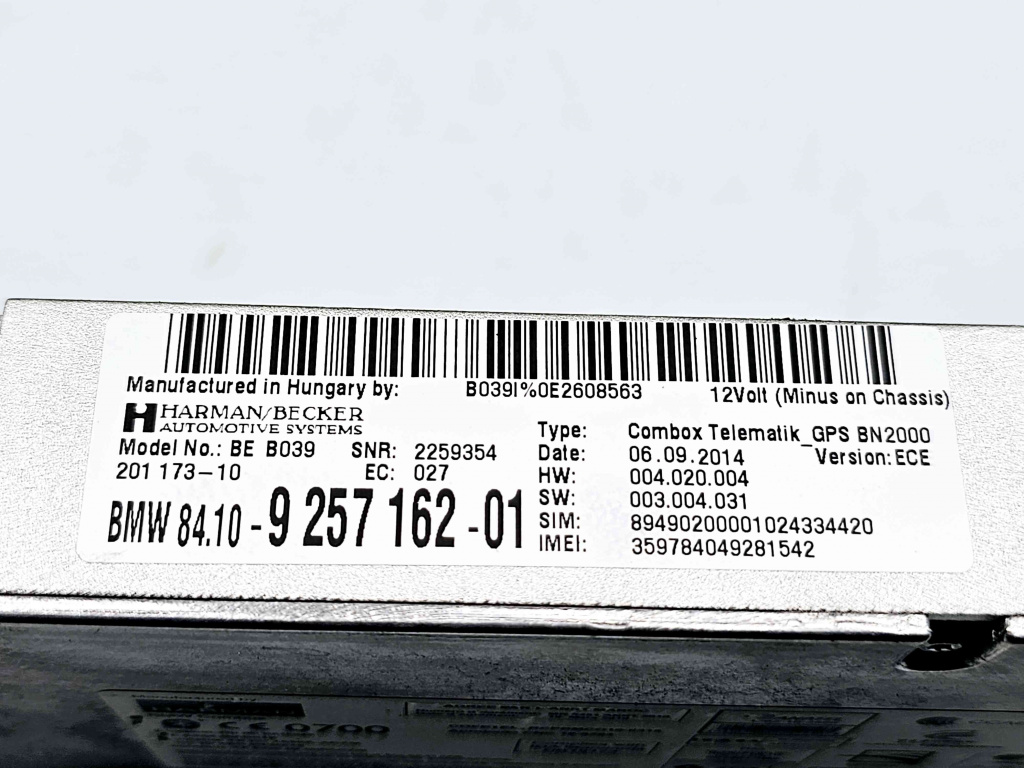 Manufactured in Hungary by: B039I%0E2608563 12Volt (Minus on Chassis)
HARMAN/BECKER
AUTOMOTIVE SYSTEMS
Model No.: BE B039 SNR: 2259354
201 173-10 EC: 027
BMW 84.10-9 257 162-01
Type: Combox Telematik_GPS BN2000
Date: 06.09.2014 Version: ECE
HW: 004.020.004
SW: 003.004.031
SIM: 89490200001024334420
IMEI: 359784049281542
CE 0700